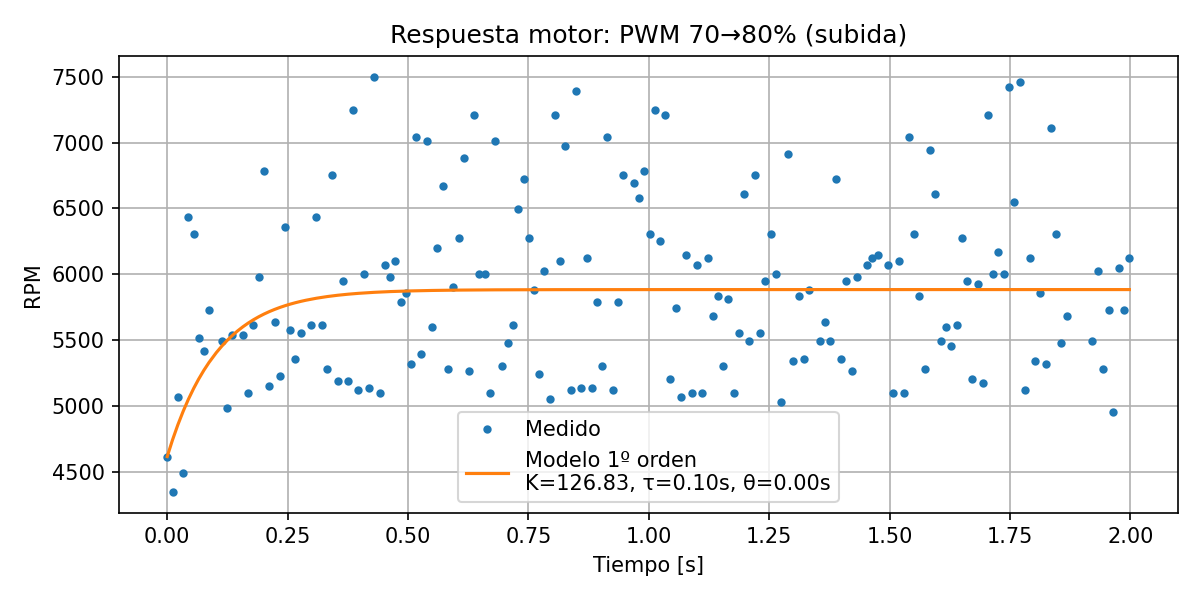 Respuesta motor: PWM 70→80% (subida)
RPM
7500
7000
6500
6000
5500
5000
4500
Medido
Modelo 1º orden
K=126.83, τ=0.10s, θ=0.00s
0.00 0.25 0.50 0.75 1.00 1.25 1.50 1.75 2.00
Tiempo [s]